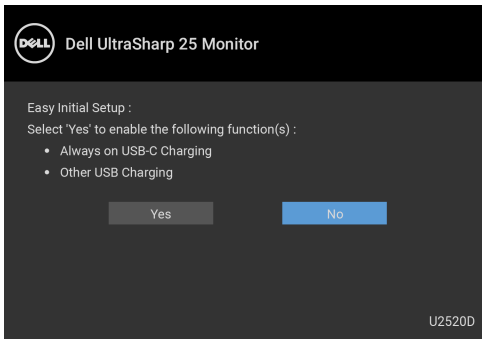 DELL
Dell UltraSharp 25 Monitor
Easy Initial Setup :
Select 'Yes' to enable the following function(s) :
• Always on USB-C Charging
• Other USB Charging
Yes
No
U2520D